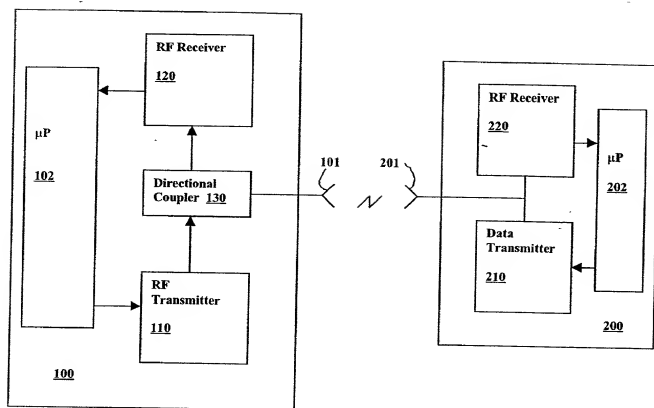 RF Receiver
120
μP
102
Directional
Coupler 130
RF
Transmitter
110
100
101
201
RF Receiver
220
μP
202
Data
Transmitter
210
200